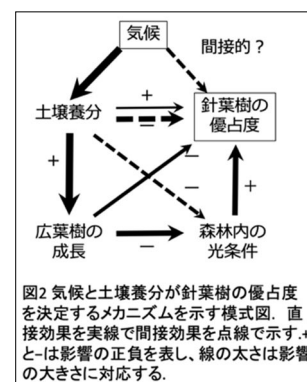 気候
間接的？
土壌養分
+
−
針葉樹の
優占度
+
−
−
+
広葉樹の
成長
−
森林内の
光条件
図2 気候と土壌養分が針葉樹の優占度
を決定するメカニズムを示す模式図．直
接効果を実線で間接効果を点線で示す．+
と−は影響の正負を表し、線の太さは影響
の大きさに対応する．